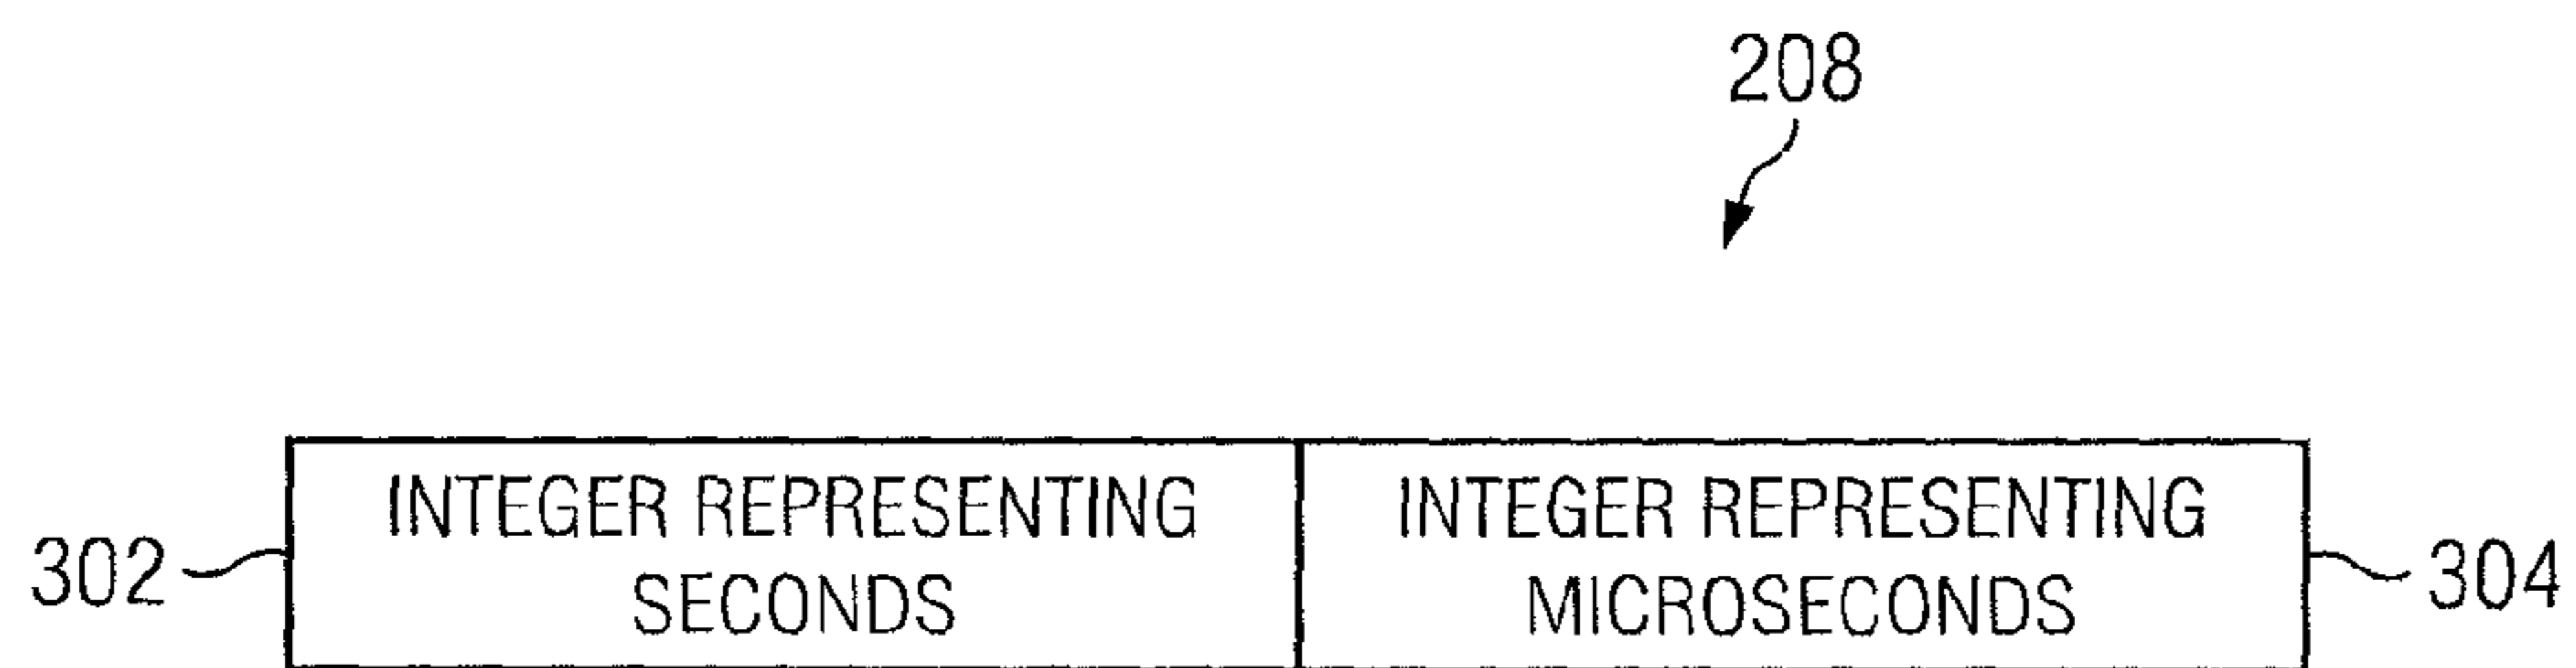 208
INTEGER REPRESENTING INTEGER REPRESENTING
302 SECONDS MICROSECONDS 304